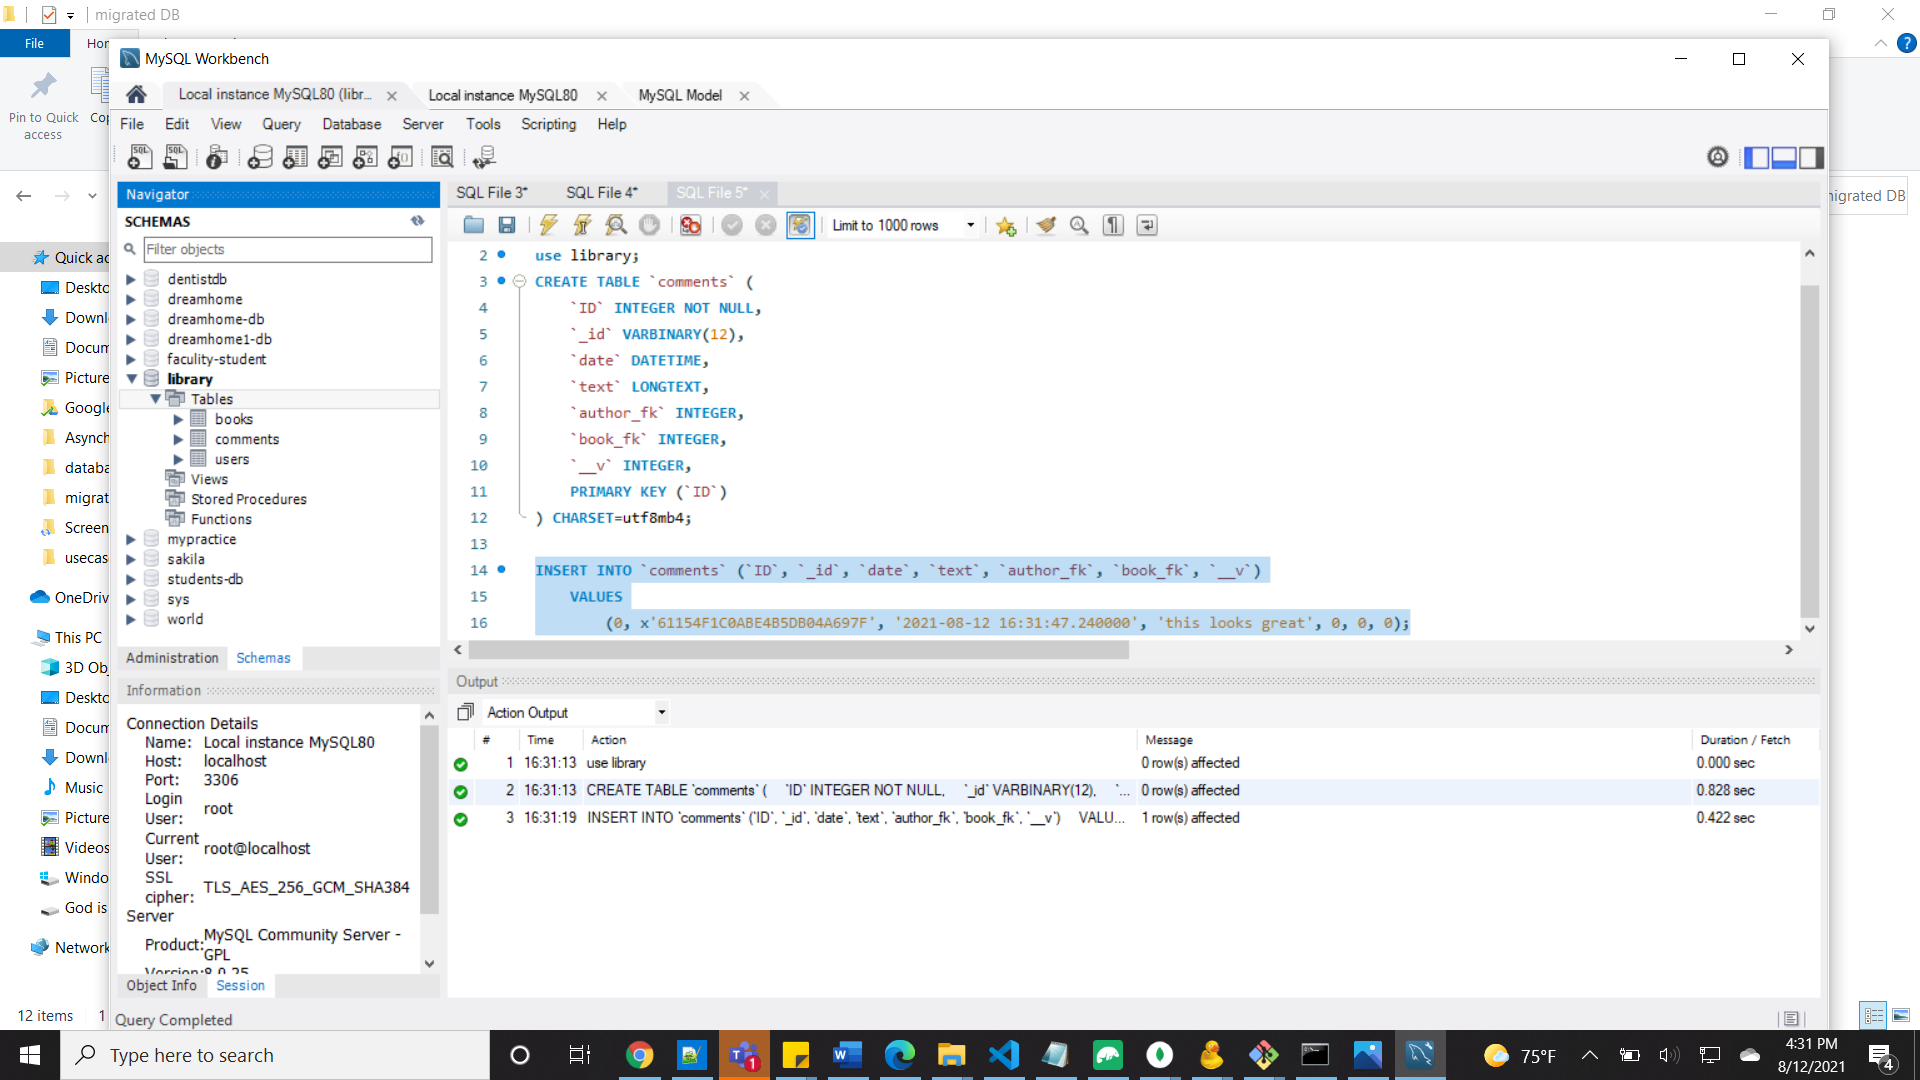 migrated DB
File
Hor
Pin to Quick
access
Cop
nigrated DB
Quick ac
Deskto
Downl
Docum
Picture
Google
Asynch
databa
migrat
Screen
usecas
OneDriv
This PC
3D Obj
Deskto
Docum
Downl
Music
Picture
Videos
Windo
God is
Network
12 items
1
MySQL Workbench
Local instance MySQL80 (libr...
Local instance MySQL80
MySQL Model
File Edit View Query Database Server Tools Scripting Help
Navigator
SCHEMAS
Filter objects
dentistdb
dreamhome
dreamhome-db
dreamhome1-db
faculity-student
library
Tables
books
comments
users
Views
Stored Procedures
Functions
mypractice
sakila
students-db
sys
world
Administration Schemas
Information
Connection Details
Name: Local instance MySQL80
Host: localhost
Port: 3306
Login
User: root
Current
User: root@localhost
SSL
cipher: TLS_AES_256_GCM_SHA384
Server
Product: MySQL Community Server -
GPL
Version: 8.0.25
Object Info Session
Query Completed
SQL File 3* SQL File 4* SQL File 5*
Limit to 1000 rows
2 use library;
3 CREATE TABLE `comments` (
4 `ID` INTEGER NOT NULL,
5 `_id` VARBINARY(12),
6 `date` DATETIME,
7 `text` LONGTEXT,
8 `author_fk` INTEGER,
9 `book_fk` INTEGER,
10 `__v` INTEGER,
11 PRIMARY KEY (`ID`)
12 ) CHARSET=utf8mb4;
13
14 INSERT INTO `comments` (`ID`, `_id`, `date`, `text`, `author_fk`, `book_fk`, `__v`)
15 VALUES
16 (0, x'61154F1C0ABE4B5DB04A697F', '2021-08-12 16:31:47.240000', 'this looks great', 0, 0, 0);
Output
Action Output
# Time Action Message Duration / Fetch
1 16:31:13 use library 0 row(s) affected 0.000 sec
2 16:31:13 CREATE TABLE `comments` ( `ID` INTEGER NOT NULL, `_id` VARBINARY(12), `... 0 row(s) affected 0.828 sec
3 16:31:19 INSERT INTO `comments` (`ID`, `_id`, `date`, `text`, `author_fk`, `book_fk`, `__v`) VALU... 1 row(s) affected 0.422 sec
Type here to search
1
75°F
4:31 PM
8/12/2021
4